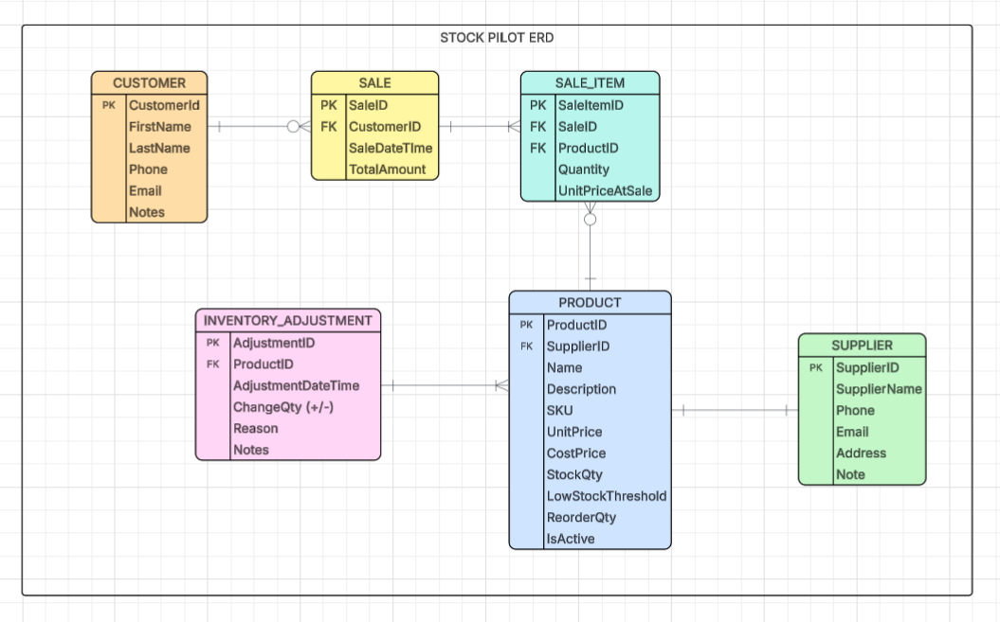 STOCK PILOT ERD
CUSTOMER
PK CustomerId
FirstName
LastName
Phone
Email
Notes
SALE
PK SaleID
FK CustomerID
SaleDateTIme
TotalAmount
SALE_ITEM
PK SaleItemID
FK SaleID
FK ProductID
Quantity
UnitPriceAtSale
INVENTORY_ADJUSTMENT
PK AdjustmentID
FK ProductID
AdjustmentDateTime
ChangeQty (+/-)
Reason
Notes
PRODUCT
PK ProductID
FK SupplierID
Name
Description
SKU
UnitPrice
CostPrice
StockQty
LowStockThreshold
ReorderQty
IsActive
SUPPLIER
PK SupplierID
SupplierName
Phone
Email
Address
Note